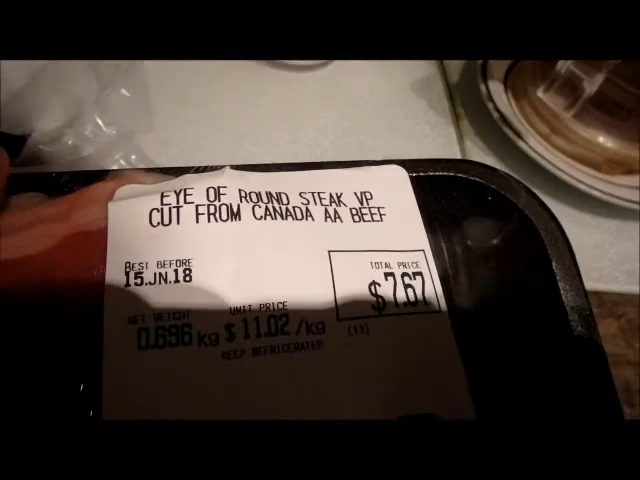 EYE OF ROUND STEAK VP
CUT FROM CANADA AA BEEF
BEST BEFORE
15.JN.18
TOTAL PRICE
$7.67
NET WEIGHT
0.696 kg
UNIT PRICE
$ 11.02 /kg
(13)
KEEP REFRIGERATED